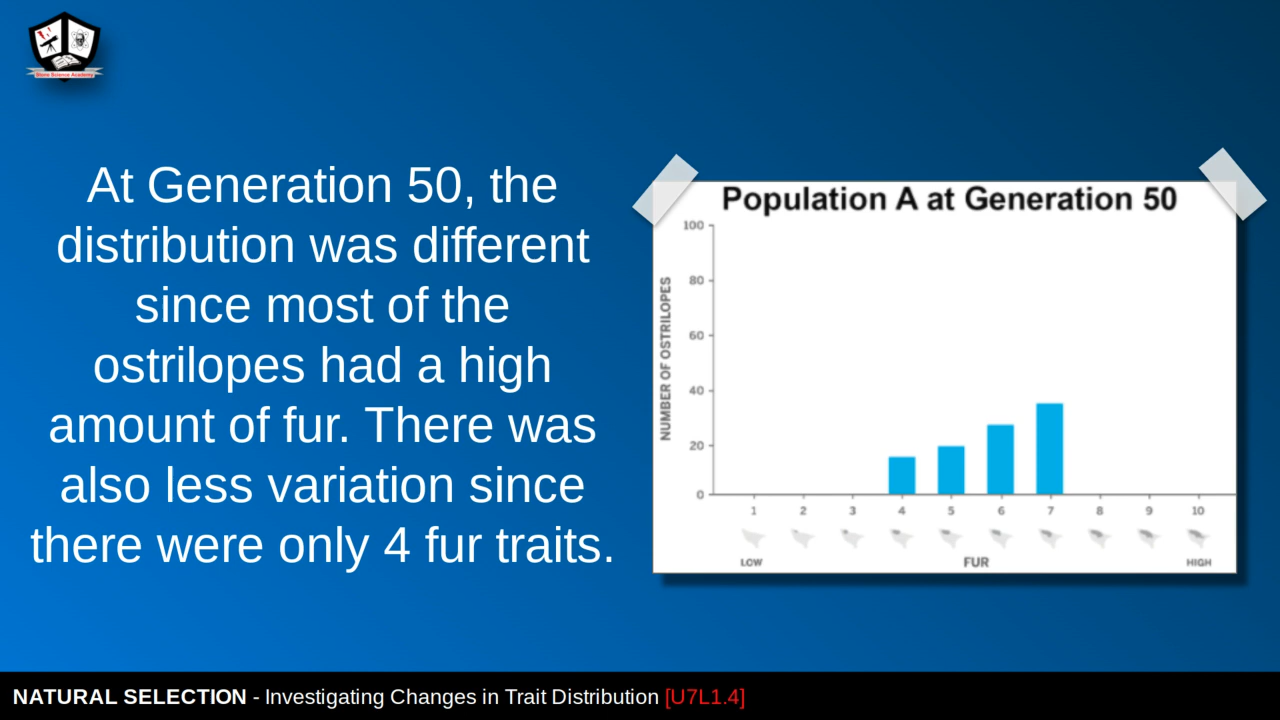 At Generation 50, the
distribution was different
since most of the
ostrilopes had a high
amount of fur. There was
also less variation since
there were only 4 fur traits.
Population A at Generation 50
NUMBER OF OSTRILOPES
100
80
60
40
20
0
1 2 3 4 5 6 7 8 9 10
LOW FUR HIGH
NATURAL SELECTION - Investigating Changes in Trait Distribution [U7L1.4]